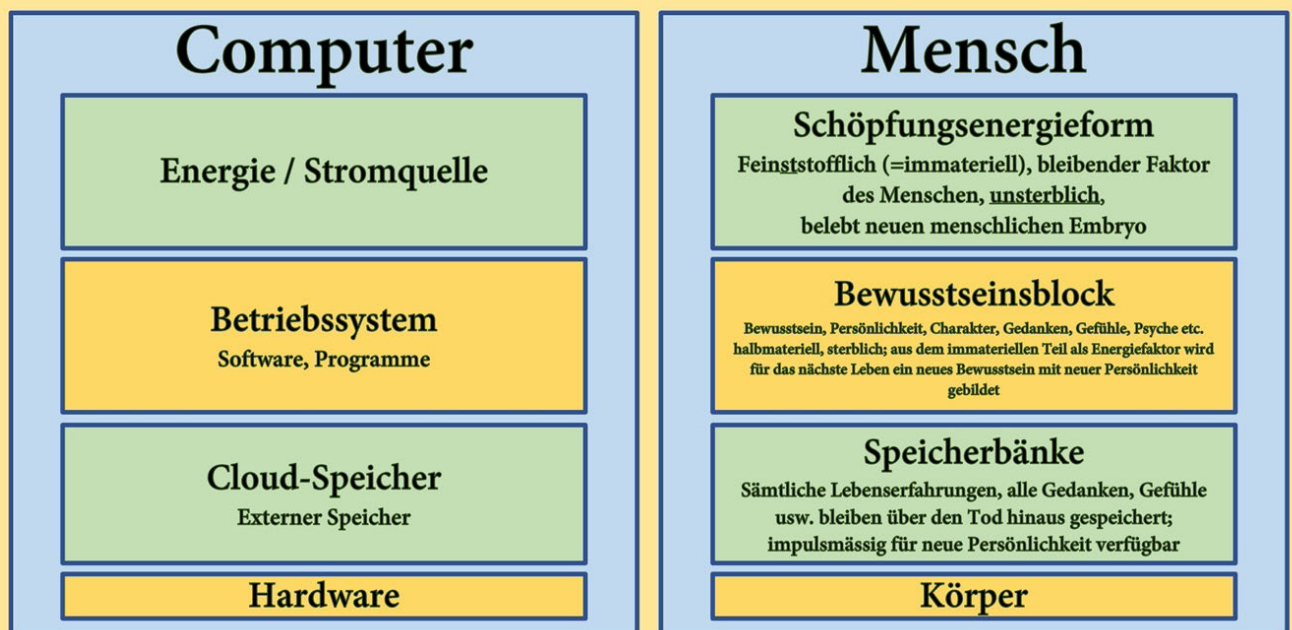 Computer
Energie / Stromquelle
Betriebssystem
Software, Programme
Cloud-Speicher
Externer Speicher
Hardware
Mensch
Schöpfungsenergieform
Feinststofflich (=immateriell), bleibender Faktor
des Menschen, unsterblich,
belebt neuen menschlichen Embryo
Bewusstseinsblock
Bewusstsein, Persönlichkeit, Charakter, Gedanken, Gefühle, Psyche etc.
halbmateriell, sterblich; aus dem immateriellen Teil als Energiefaktor wird
für das nächste Leben ein neues Bewusstsein mit neuer Persönlichkeit
gebildet
Speicherbänke
Sämtliche Lebenserfahrungen, alle Gedanken, Gefühle
usw. bleiben über den Tod hinaus gespeichert;
impulsmässig für neue Persönlichkeit verfügbar
Körper